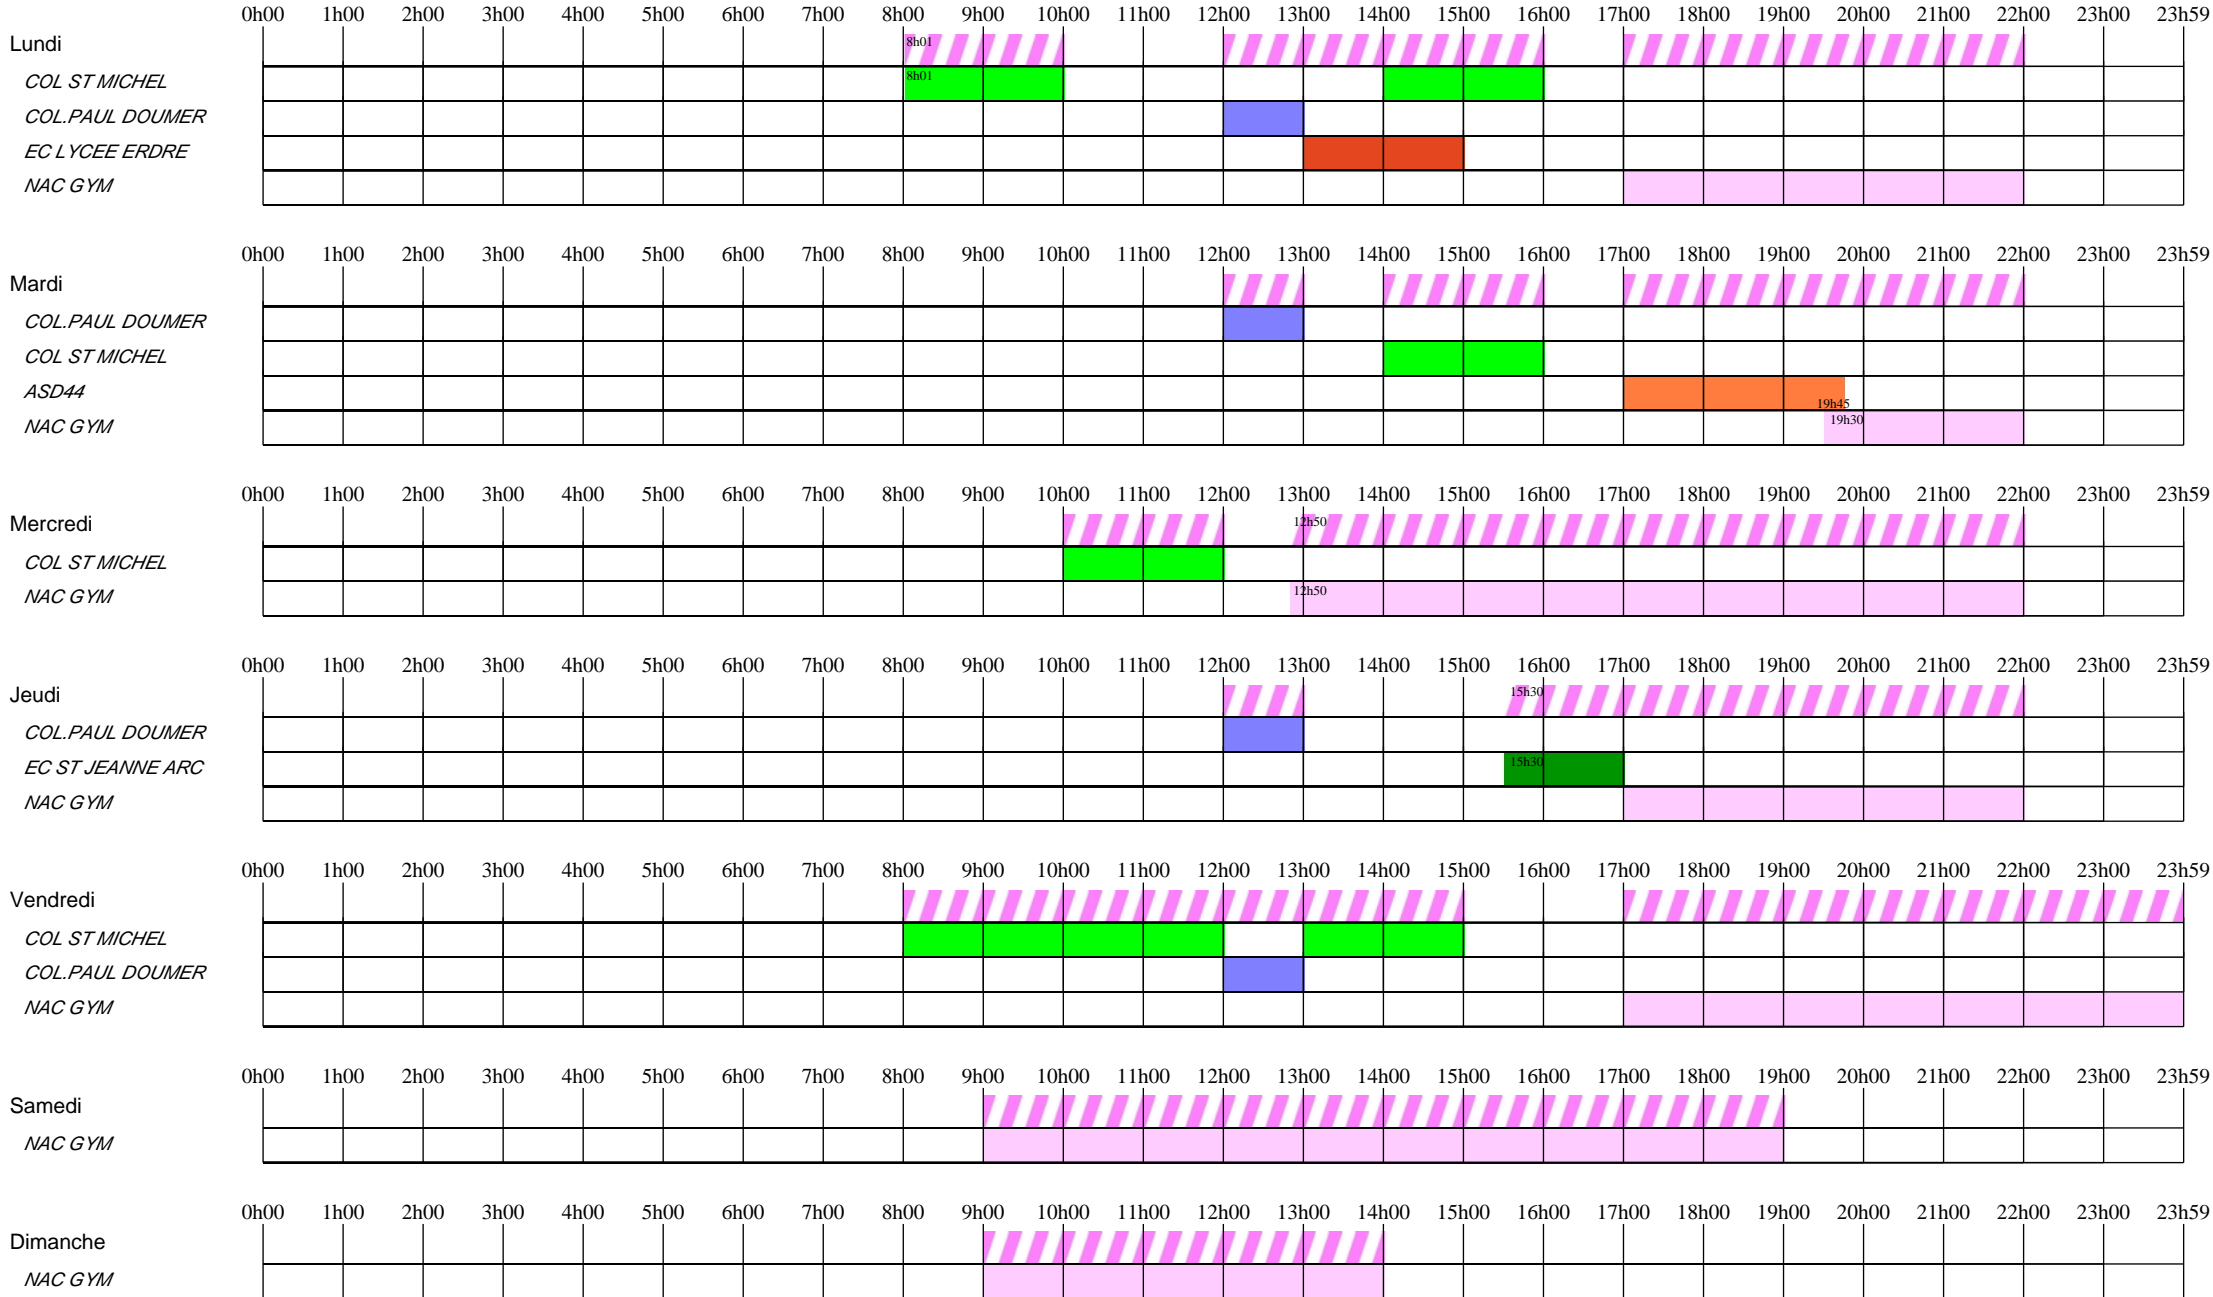 0h00 1h00 2h00 3h00 4h00 5h00 6h00 7h00 8h00 9h00 10h00 11h00 12h00 13h00 14h00 15h00 16h00 17h00 18h00 19h00 20h00 21h00 22h00 23h00 23h59
Lundi 8h01
COL ST MICHEL 8h01
COL.PAUL DOUMER
EC LYCEE ERDRE
NAC GYM
0h00 1h00 2h00 3h00 4h00 5h00 6h00 7h00 8h00 9h00 10h00 11h00 12h00 13h00 14h00 15h00 16h00 17h00 18h00 19h00 20h00 21h00 22h00 23h00 23h59
Mardi
COL.PAUL DOUMER
COL ST MICHEL
ASD44 19h45
NAC GYM 19h30
0h00 1h00 2h00 3h00 4h00 5h00 6h00 7h00 8h00 9h00 10h00 11h00 12h00 13h00 14h00 15h00 16h00 17h00 18h00 19h00 20h00 21h00 22h00 23h00 23h59
Mercredi 12h50
COL ST MICHEL
NAC GYM 12h50
0h00 1h00 2h00 3h00 4h00 5h00 6h00 7h00 8h00 9h00 10h00 11h00 12h00 13h00 14h00 15h00 16h00 17h00 18h00 19h00 20h00 21h00 22h00 23h00 23h59
Jeudi 15h30
COL.PAUL DOUMER
EC ST JEANNE ARC 15h30
NAC GYM
0h00 1h00 2h00 3h00 4h00 5h00 6h00 7h00 8h00 9h00 10h00 11h00 12h00 13h00 14h00 15h00 16h00 17h00 18h00 19h00 20h00 21h00 22h00 23h00 23h59
Vendredi
COL ST MICHEL
COL.PAUL DOUMER
NAC GYM
0h00 1h00 2h00 3h00 4h00 5h00 6h00 7h00 8h00 9h00 10h00 11h00 12h00 13h00 14h00 15h00 16h00 17h00 18h00 19h00 20h00 21h00 22h00 23h00 23h59
Samedi
NAC GYM
0h00 1h00 2h00 3h00 4h00 5h00 6h00 7h00 8h00 9h00 10h00 11h00 12h00 13h00 14h00 15h00 16h00 17h00 18h00 19h00 20h00 21h00 22h00 23h00 23h59
Dimanche
NAC GYM